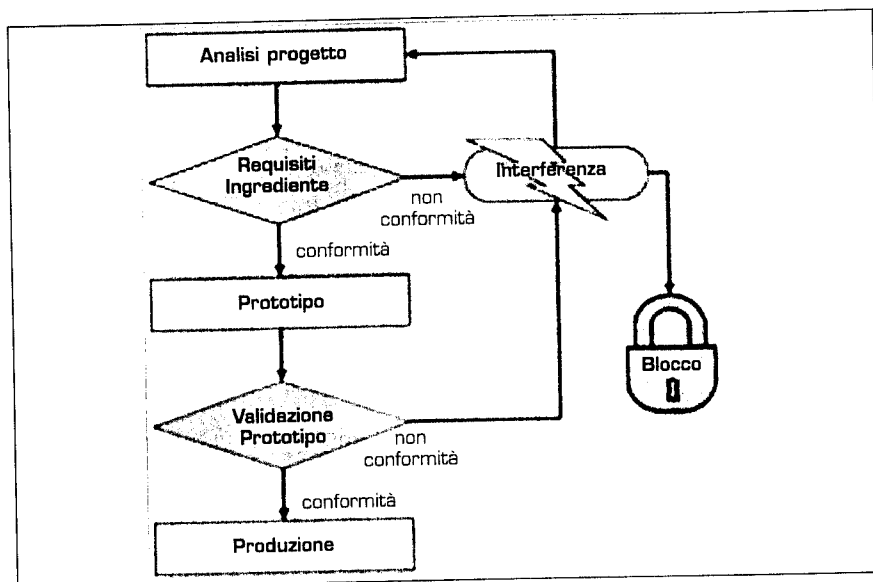 Analisi progetto
Requisiti
Ingrediente
Interferenza
non
conformità
conformità
Prototipo
Blocco
Validazione
Prototipo
non
conformità
conformità
Produzione